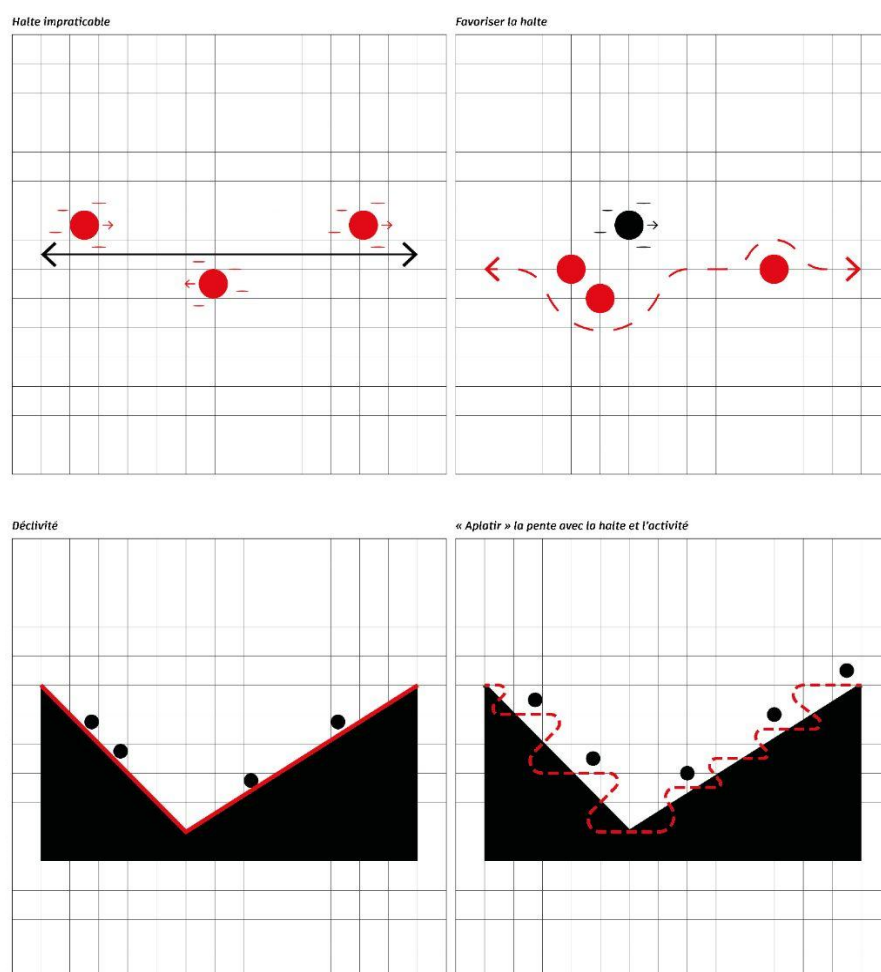 Halte impraticable
Favoriser la halte
Déclivité
« Aplatir » la pente avec la halte et l'activité